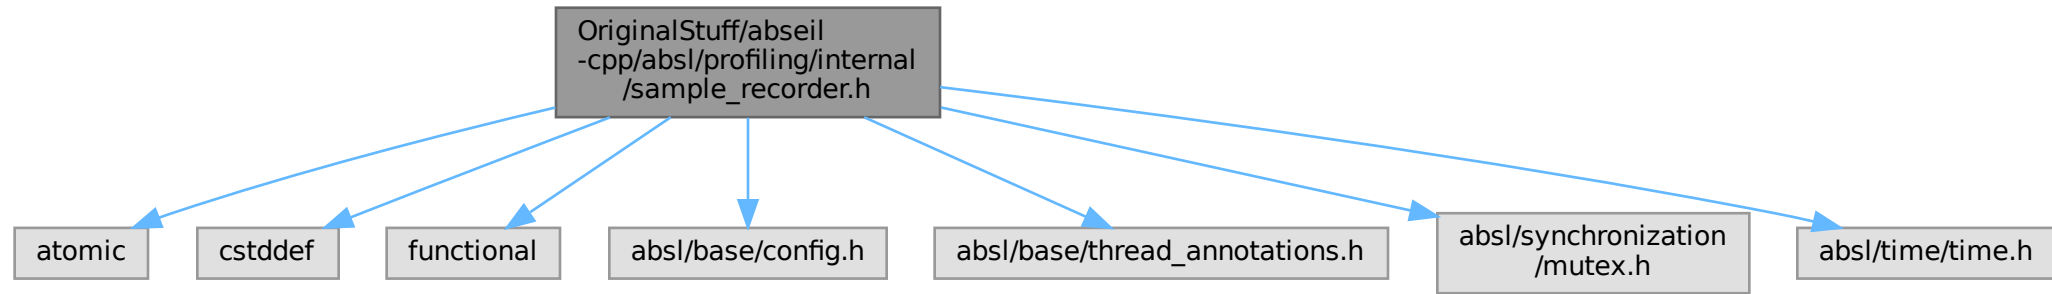 OriginalStuff/abseil
-cpp/absl/profiling/internal
/sample_recorder.h
atomic
cstddef
functional
absl/base/config.h
absl/base/thread_annotations.h
absl/synchronization
/mutex.h
absl/time/time.h